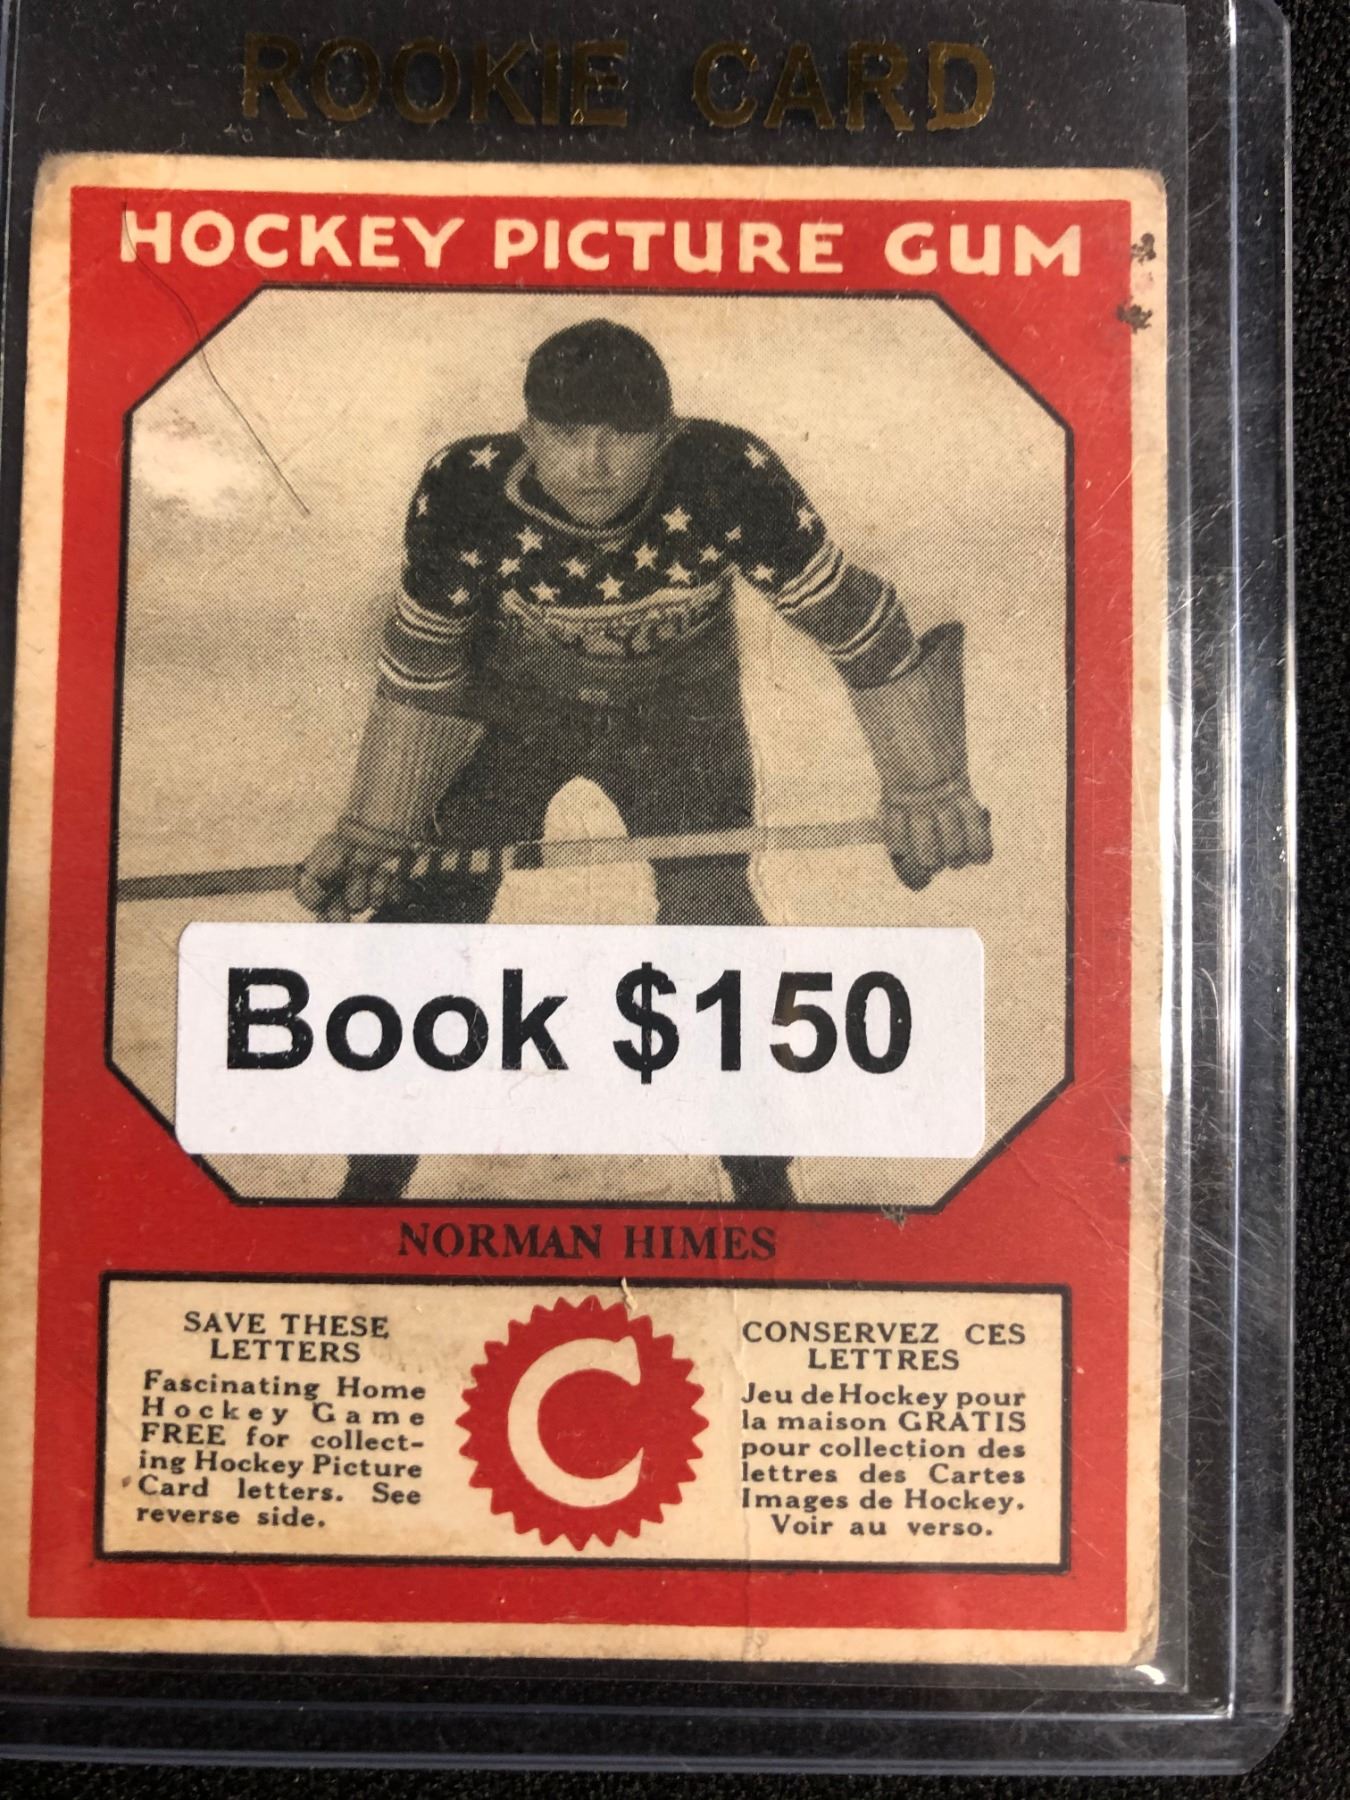 ROOKIE CARD
HOCKEY PICTURE GUM
Book $150
NORMAN HIMES
SAVE THESE
LETTERS
Fascinating Home
Hockey Game
FREE for collect-
ing Hockey Picture
Card letters. See
reverse side.
C
CONSERVEZ CES
LETTRES
Jeu de Hockey pour
la maison GRATIS
pour collection des
lettres des Cartes
Images de Hockey.
Voir au verso.